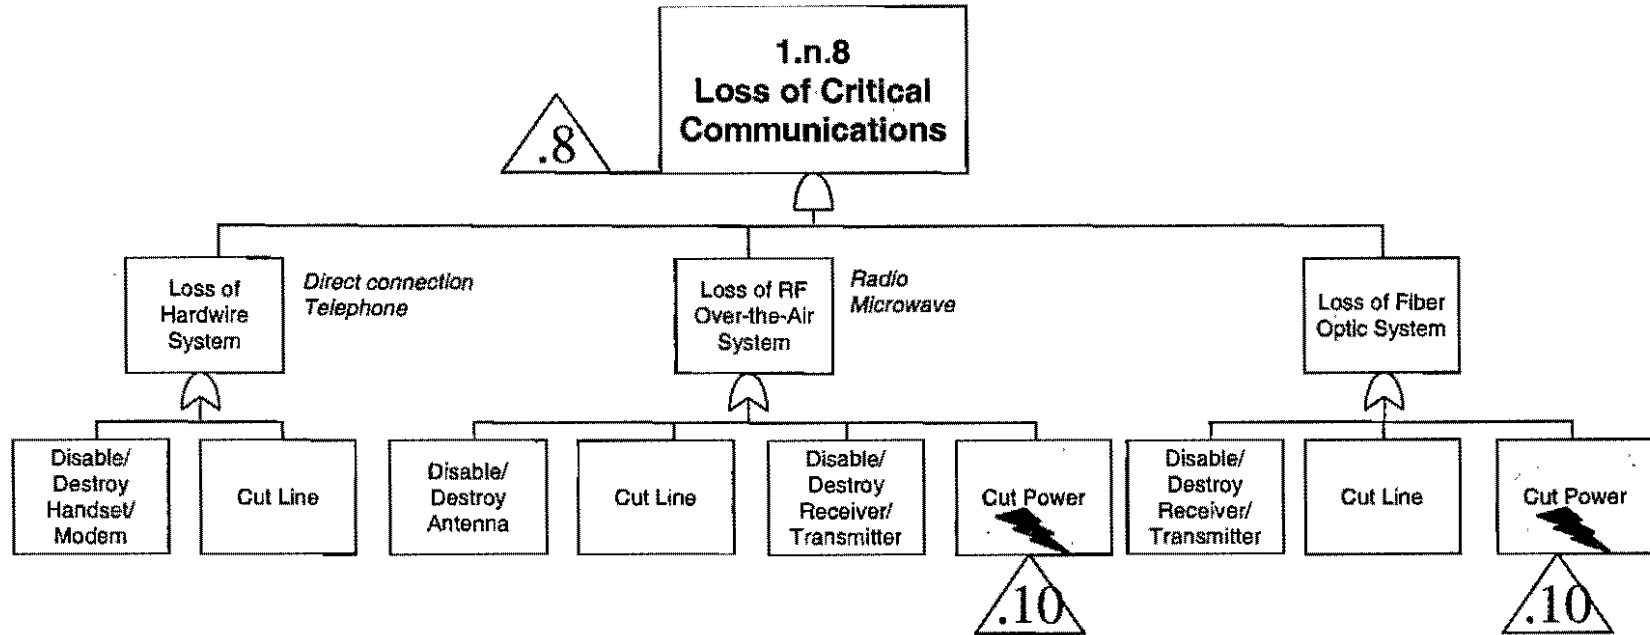 1.n.8
Loss of Critical
Communications
.8
Loss of
Hardwire
System
Direct connection
Telephone
Loss of RF
Over-the-Air
System
Radio
Microwave
Loss of Fiber
Optic System
Disable/
Destroy
Handset/
Modem
Cut Line
Disable/
Destroy
Antenna
Cut Line
Disable/
Destroy
Receiver/
Transmitter
Cut Power
.10
Disable/
Destroy
Receiver/
Transmitter
Cut Line
Cut Power
.10